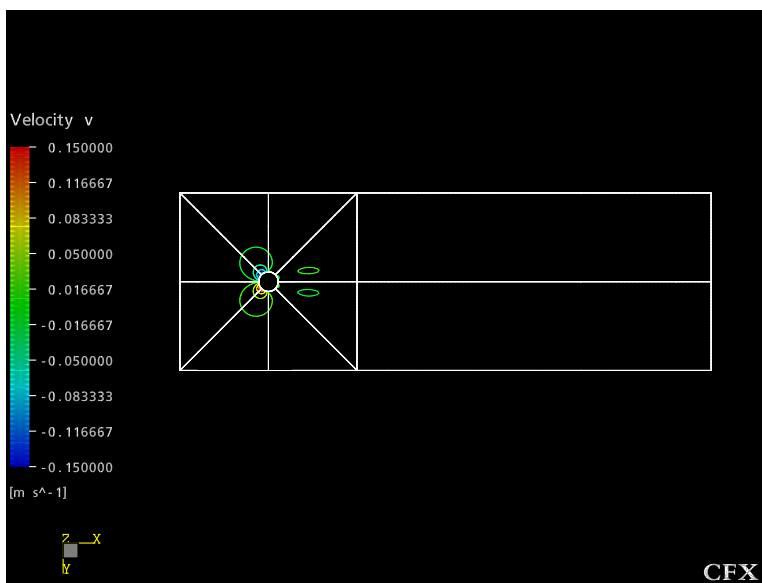 Velocity v
0.150000
0.116667
0.083333
0.050000
0.016667
-0.016667
-0.050000
-0.083333
-0.116667
-0.150000
[m s^-1]
Z X
Y
CFX